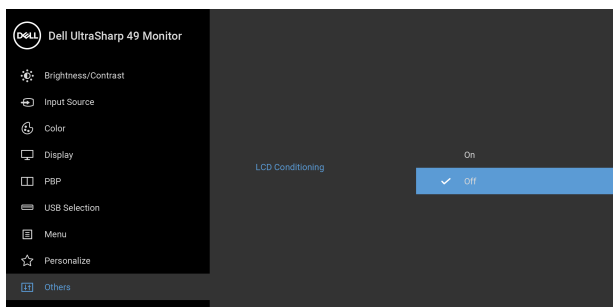 DELL Dell UltraSharp 49 Monitor
Brightness/Contrast
Input Source
Color
Display
PBP
USB Selection
Menu
Personalize
Others
LCD Conditioning
On
Off